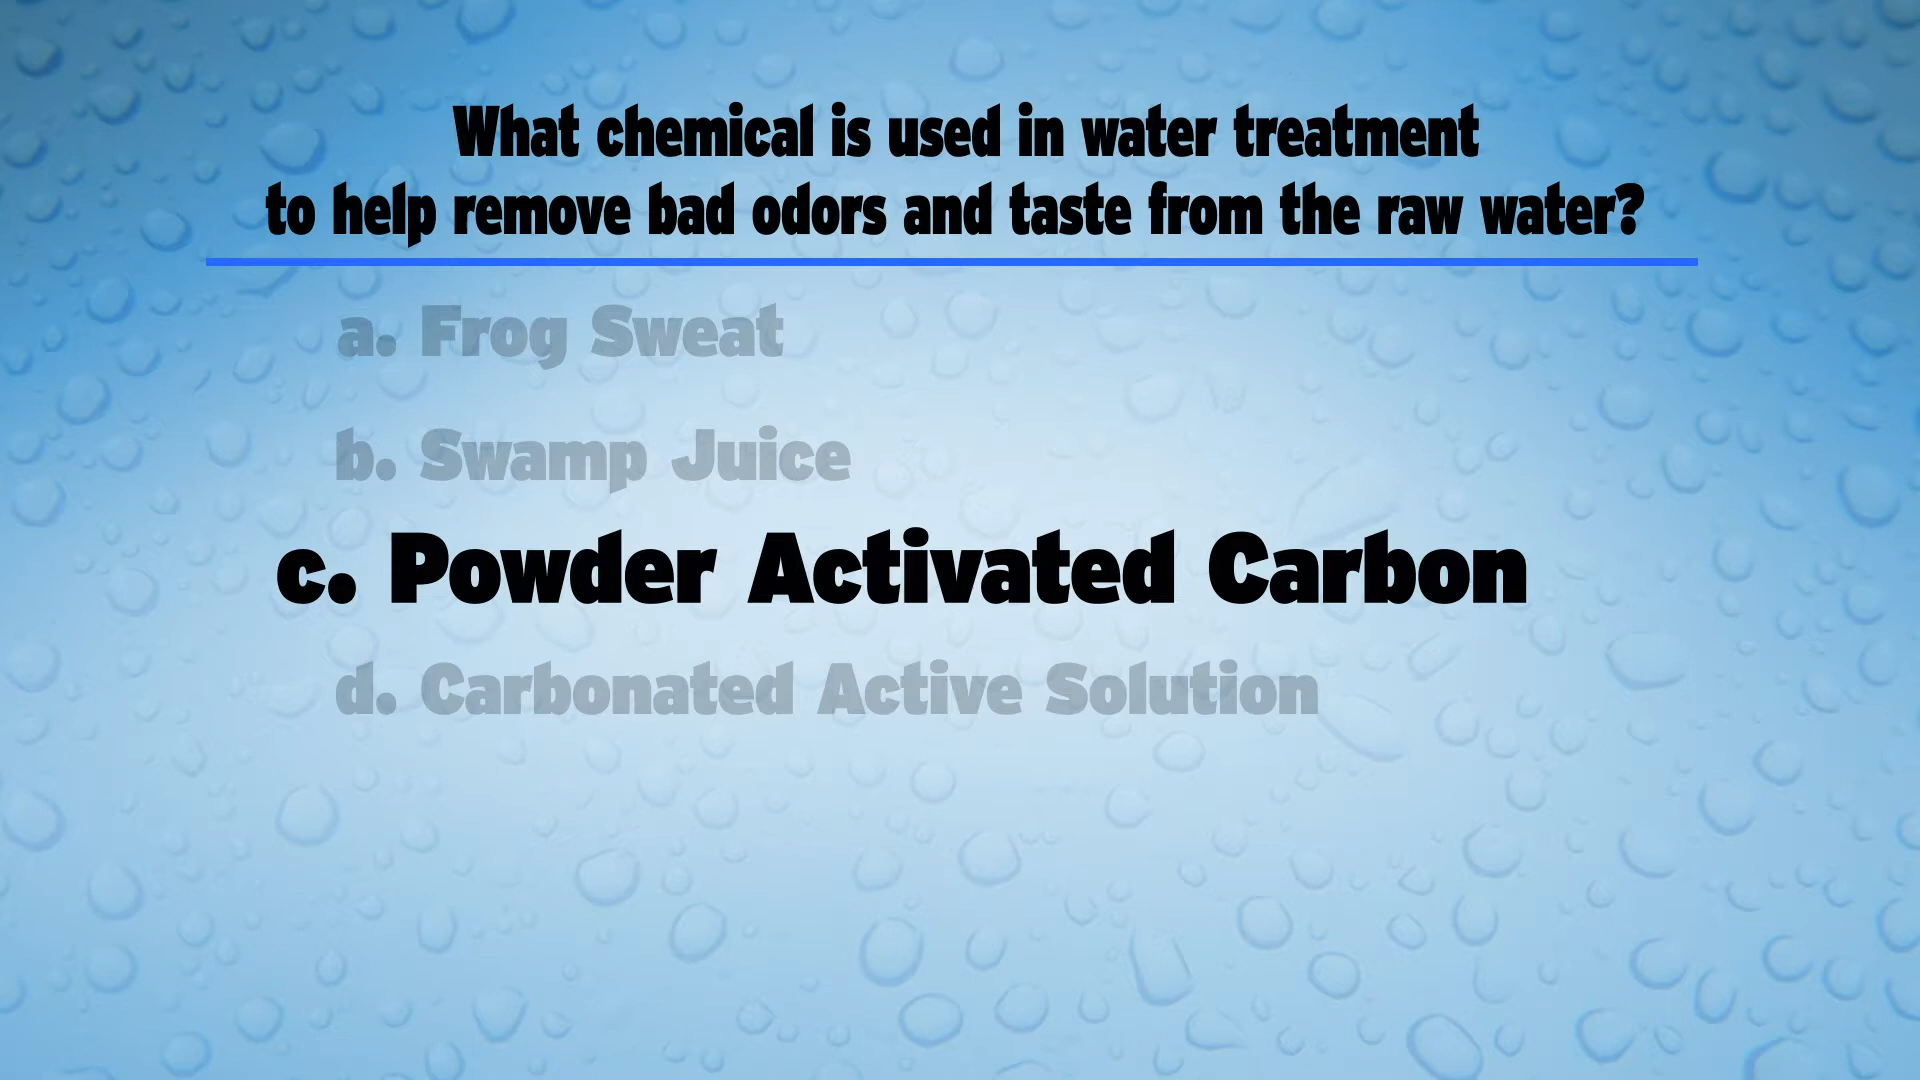 What chemical is used in water treatment
to help remove bad odors and taste from the raw water?
a. Frog Sweat
b. Swamp Juice
c. Powder Activated Carbon
d. Carbonated Active Solution